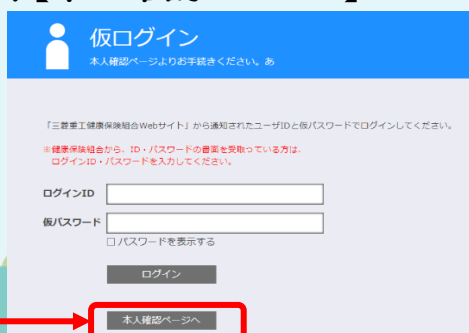 仮ログイン
本人確認ページよりお手続きください。あ
「三菱重工健康保険組合Webサイト」から通知されたユーザIDと仮パスワードでログインしてください。
※健康保険組合から、ID・パスワードの書面を受取っている方は、
ログインID・パスワードを入力してください。
ログインID
仮パスワード
パスワードを表示する
ログイン
本人確認ページへ